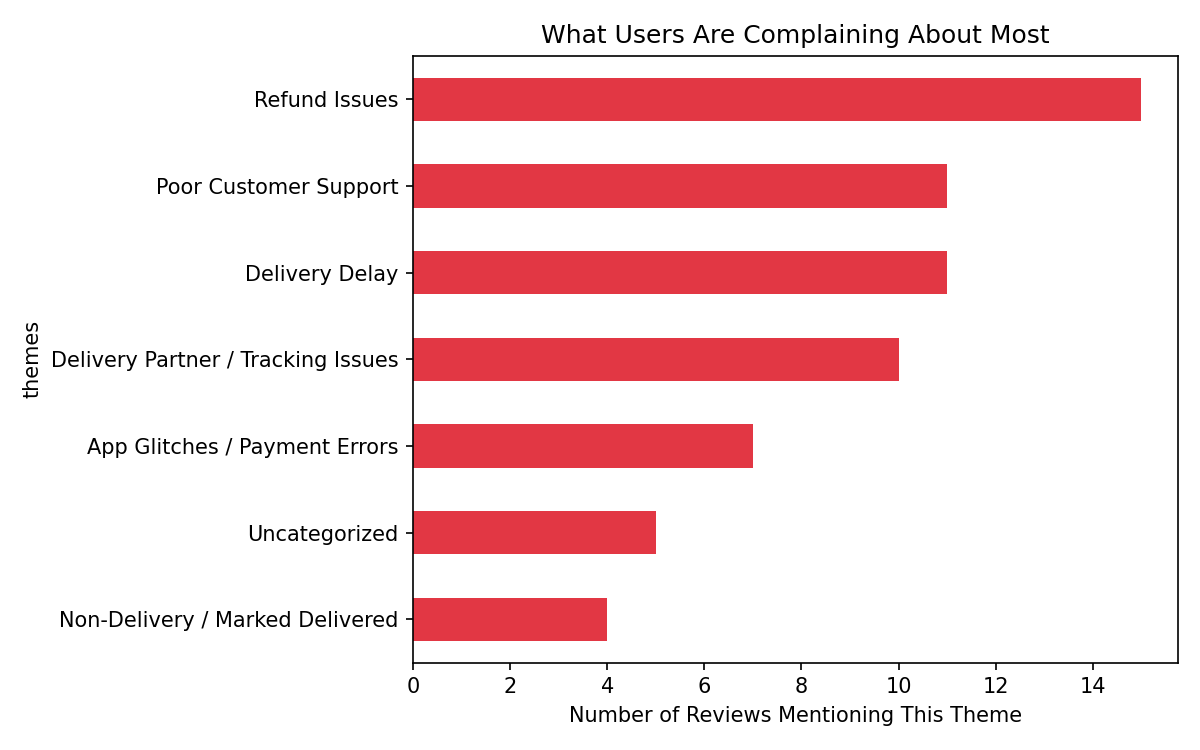 What Users Are Complaining About Most
Refund Issues
Poor Customer Support
Delivery Delay
Delivery Partner / Tracking Issues
App Glitches / Payment Errors
Uncategorized
Non-Delivery / Marked Delivered
themes
0 2 4 6 8 10 12 14
Number of Reviews Mentioning This Theme